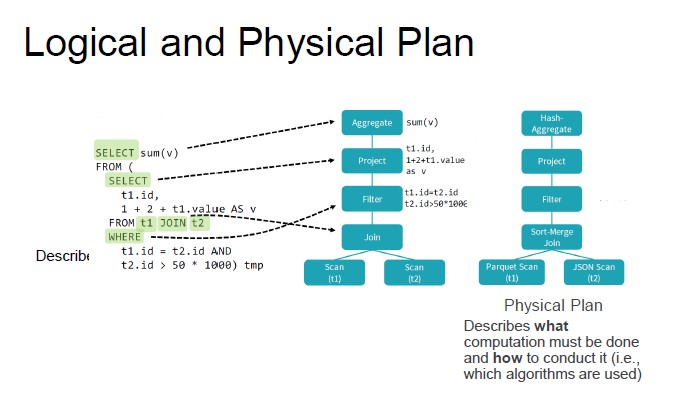 Logical and Physical Plan
SELECT sum(v)
FROM (
SELECT
t1.id,
1 + 2 + t1.value AS v
FROM t1 JOIN t2
WHERE
t1.id = t2.id AND
t2.id > 50 * 1000) tmp
Describe
Aggregate
sum(v)
Project
t1.id,
1+2+t1.value
as v
Filter
t1.id=t2.id
t2.id>50*1000
Join
Scan
(t1)
Scan
(t2)
Hash-
Aggregate
Project
Filter
Sort-Merge
Join
Parquet Scan
(t1)
JSON Scan
(t2)
Physical Plan
Describes what
computation must be done
and how to conduct it (i.e.,
which algorithms are used)